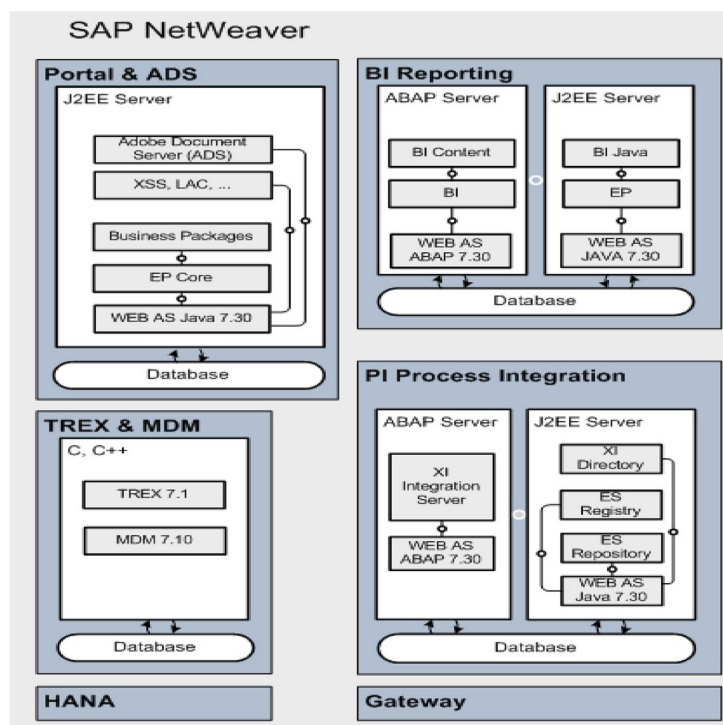 SAP NetWeaver
Portal & ADS
J2EE Server
Adobe Document
Server (ADS)
XSS, LAC, ...
Business Packages
EP Core
WEB AS Java 7.30
Database
BI Reporting
ABAP Server
BI Content
BI
WEB AS
ABAP 7.30
J2EE Server
BI Java
EP
WEB AS
JAVA 7.30
Database
TREX & MDM
C, C++
TREX 7.1
MDM 7.10
Database
PI Process Integration
ABAP Server
XI
Integration
Server
WEB AS
ABAP 7.30
J2EE Server
XI
Directory
ES
Registry
ES
Repository
WEB AS
Java 7.30
Database
HANA
Gateway